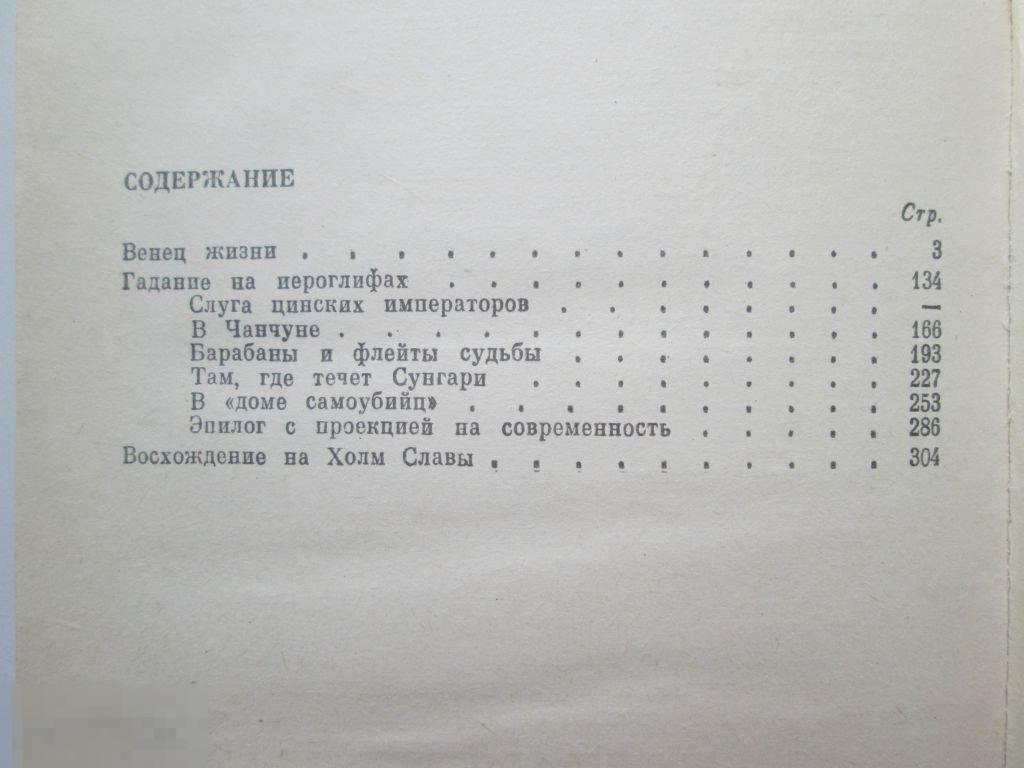 СОДЕРЖАНИЕ
Стр.
Венец жизни . . . . . . . . . . . . . . 3
Гадание на иероглифах . . . . . . . . . . . 134
Слуга цинских императоров . . . . . . . . —
В Чанчуне . . . . . . . . . . . . . 166
Барабаны и флейты судьбы . . . . . . . . 193
Там, где течет Сунгари . . . . . . . . . 227
В «доме самоубийц» . . . . . . . . . . 253
Эпилог с проекцией на современность . . . . . 286
Восхождение на Холм Славы . . . . . . . . . . 304